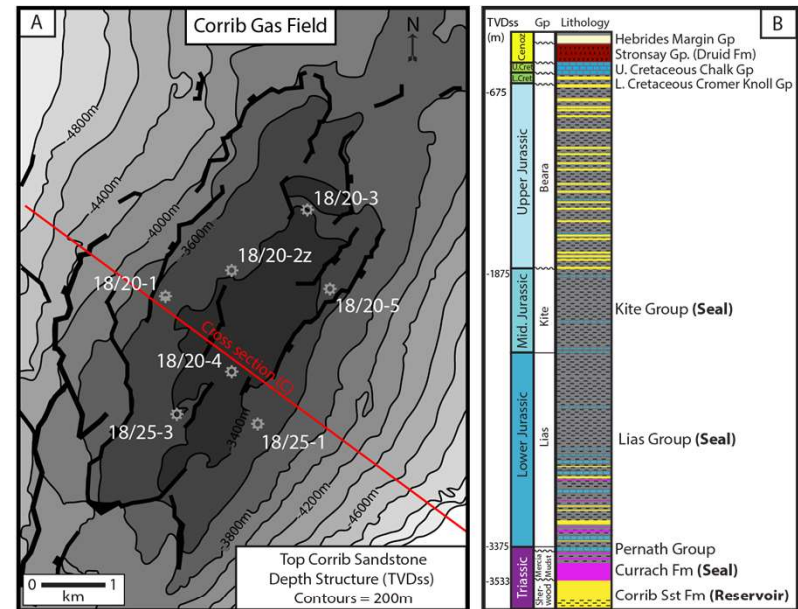 A
Corrib Gas Field
N
-4800m
-4400m
-4000m
-3600m
18/20-3
18/20-2z
18/20-1
18/20-5
Cross section (C)
18/20-4
18/25-3
18/25-1
-3400m
-3800m
-4200m
-4600m
0 1
km
Top Corrib Sandstone
Depth Structure (TVDss)
Contours = 200m
TVDss Gp Lithology
(m)
B
Cenoz
U.Cret
L.Cret
Hebrides Margin Gp
Stronsay Gp. (Druid Fm)
U. Cretaceous Chalk Gp
L. Cretaceous Cromer Knoll Gp
-675
Upper Jurassic
Beara
-1875
Mid. Jurassic
Kite
Kite Group (Seal)
Lower Jurassic
Lias
Lias Group (Seal)
-3375
Triassic
Mercia
Mudst
Pernath Group
Currach Fm (Seal)
-3533
Sher-
wood
Corrib Sst Fm (Reservoir)